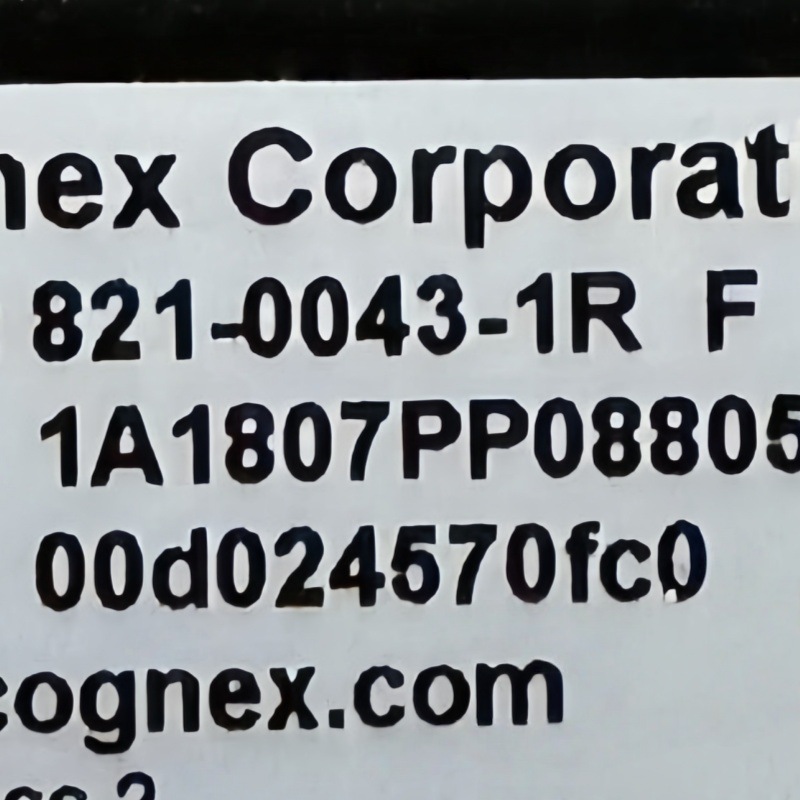 nex Corporat
821-0043-1R F
1A1807PP08805
00d024570fc0
cognex.com